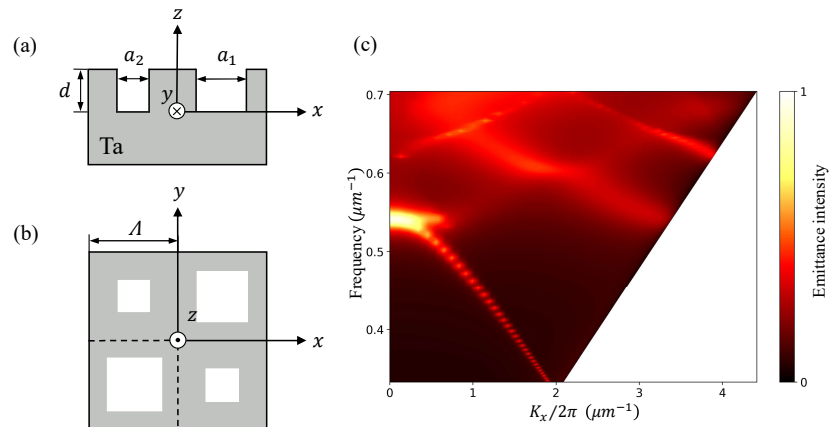 (a)
z
a₂
a₁
d
y
x
Ta
(b)
y
Λ
z
x
(c)
Frequency (μm⁻¹)
0.7
0.6
0.5
0.4
0
1
2
3
4
Kₓ/2π (μm⁻¹)
1
0
Emittance intensity